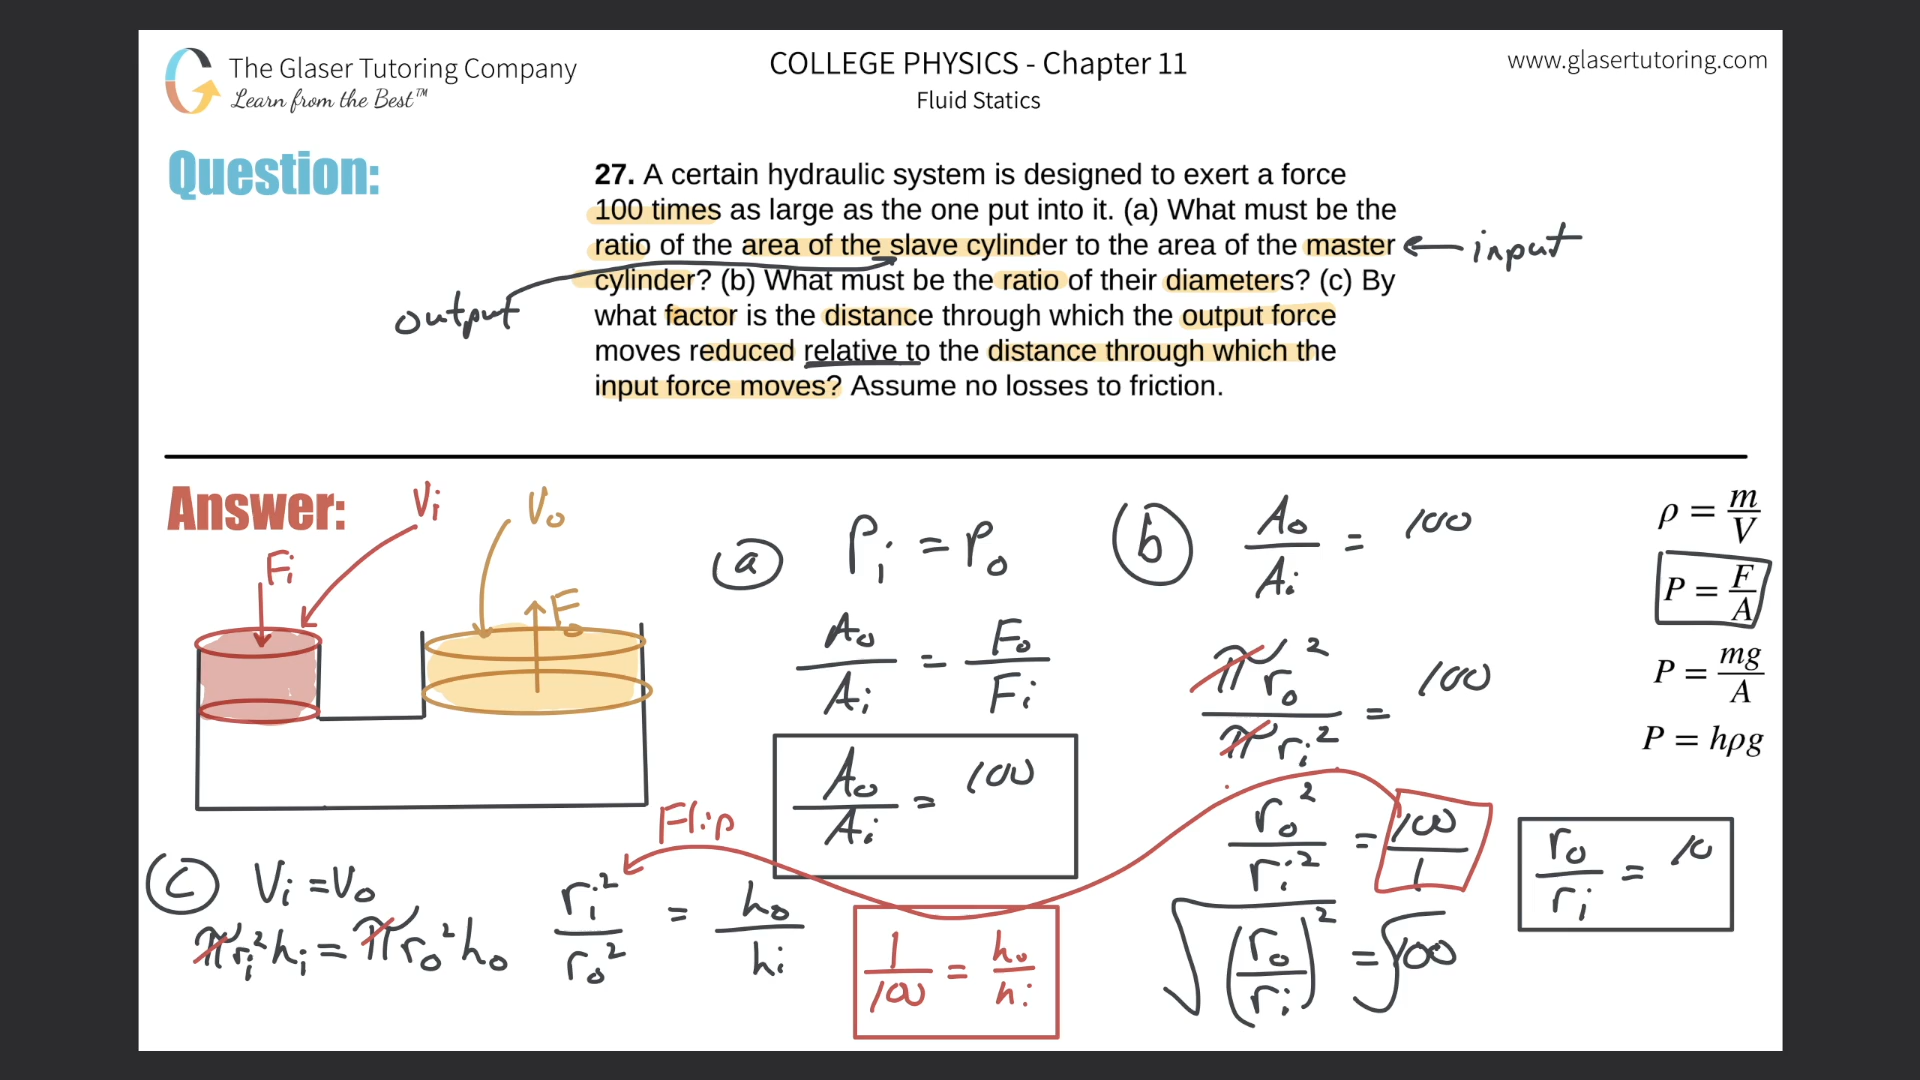 The Glaser Tutoring Company
Learn from the Best™
COLLEGE PHYSICS - Chapter 11
Fluid Statics
www.glasertutoring.com
Question:
27. A certain hydraulic system is designed to exert a force
100 times as large as the one put into it. (a) What must be the
ratio of the area of the slave cylinder to the area of the master
cylinder? (b) What must be the ratio of their diameters? (c) By
what factor is the distance through which the output force
moves reduced relative to the distance through which the
input force moves? Assume no losses to friction.
input
output
Answer:
Vi
Vo
Fi
Fo
(a) Pi = Po
Ao/Ai = Fo/Fi
Ao/Ai = 100
(b) Ao/Ai = 100
πro²/πri² = 100
ro²/ri² = 100/1
√(ro/ri)² = √100
ro/ri = 10
ρ = m/V
P = F/A
P = mg/A
P = hρg
Flip
(c) Vi = Vo
πri²hi = πro²ho
ri²/ro² = ho/hi
1/100 = ho/hi